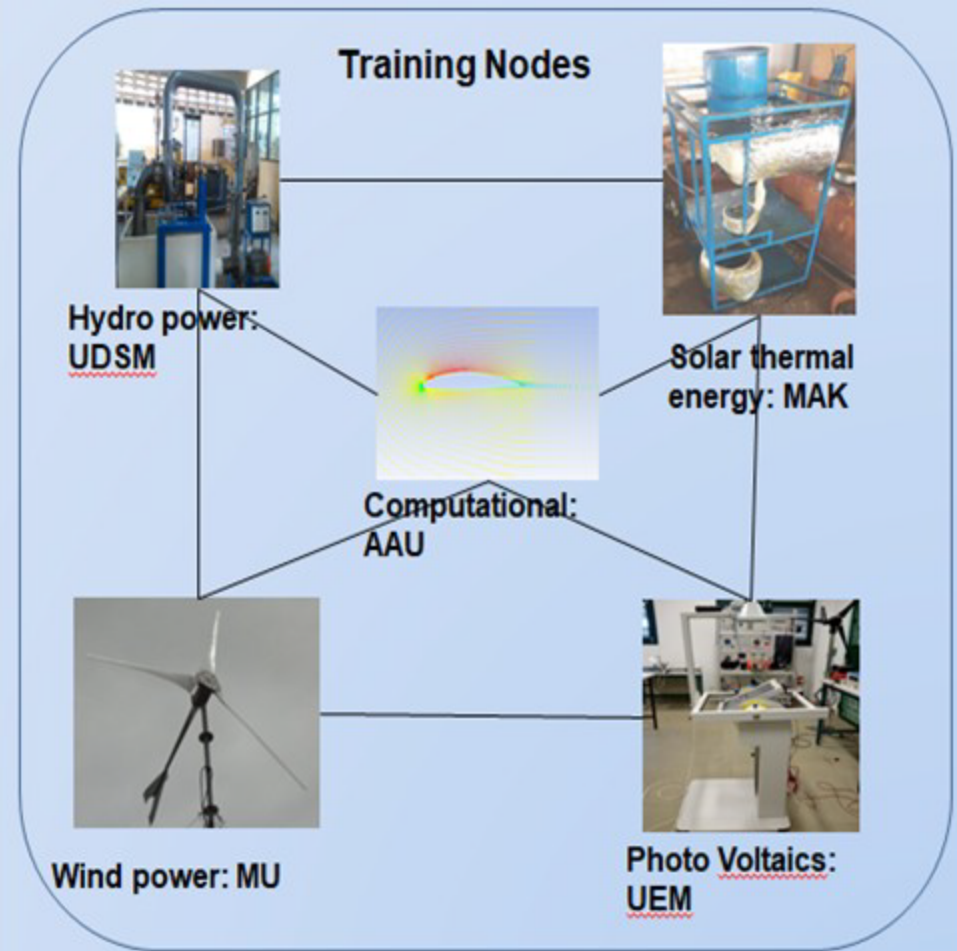 Training Nodes
Hydro power:
UDSM
Solar thermal
energy: MAK
Computational:
AAU
Wind power: MU
Photo Voltaics:
UEM